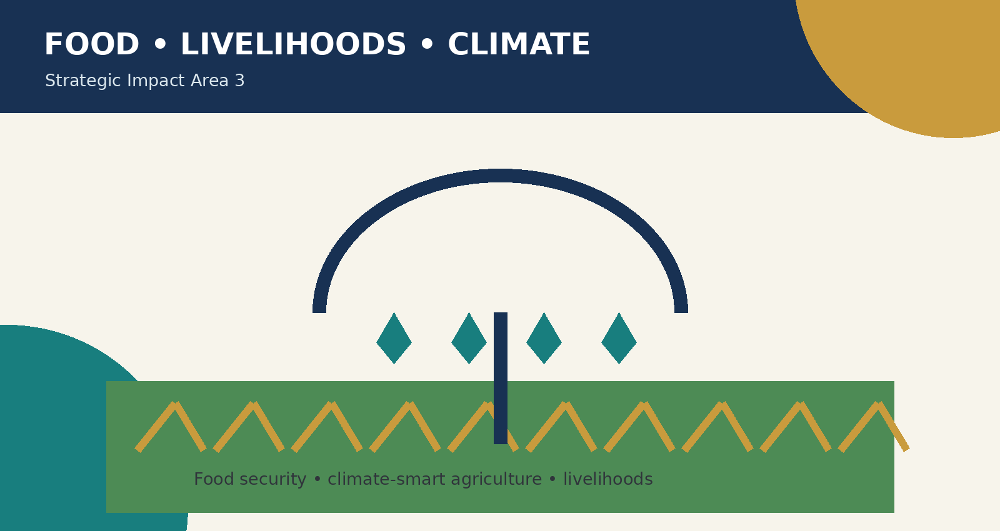 FOOD • LIVELIHOODS • CLIMATE
Strategic Impact Area 3
Food security • climate-smart agriculture • livelihoods